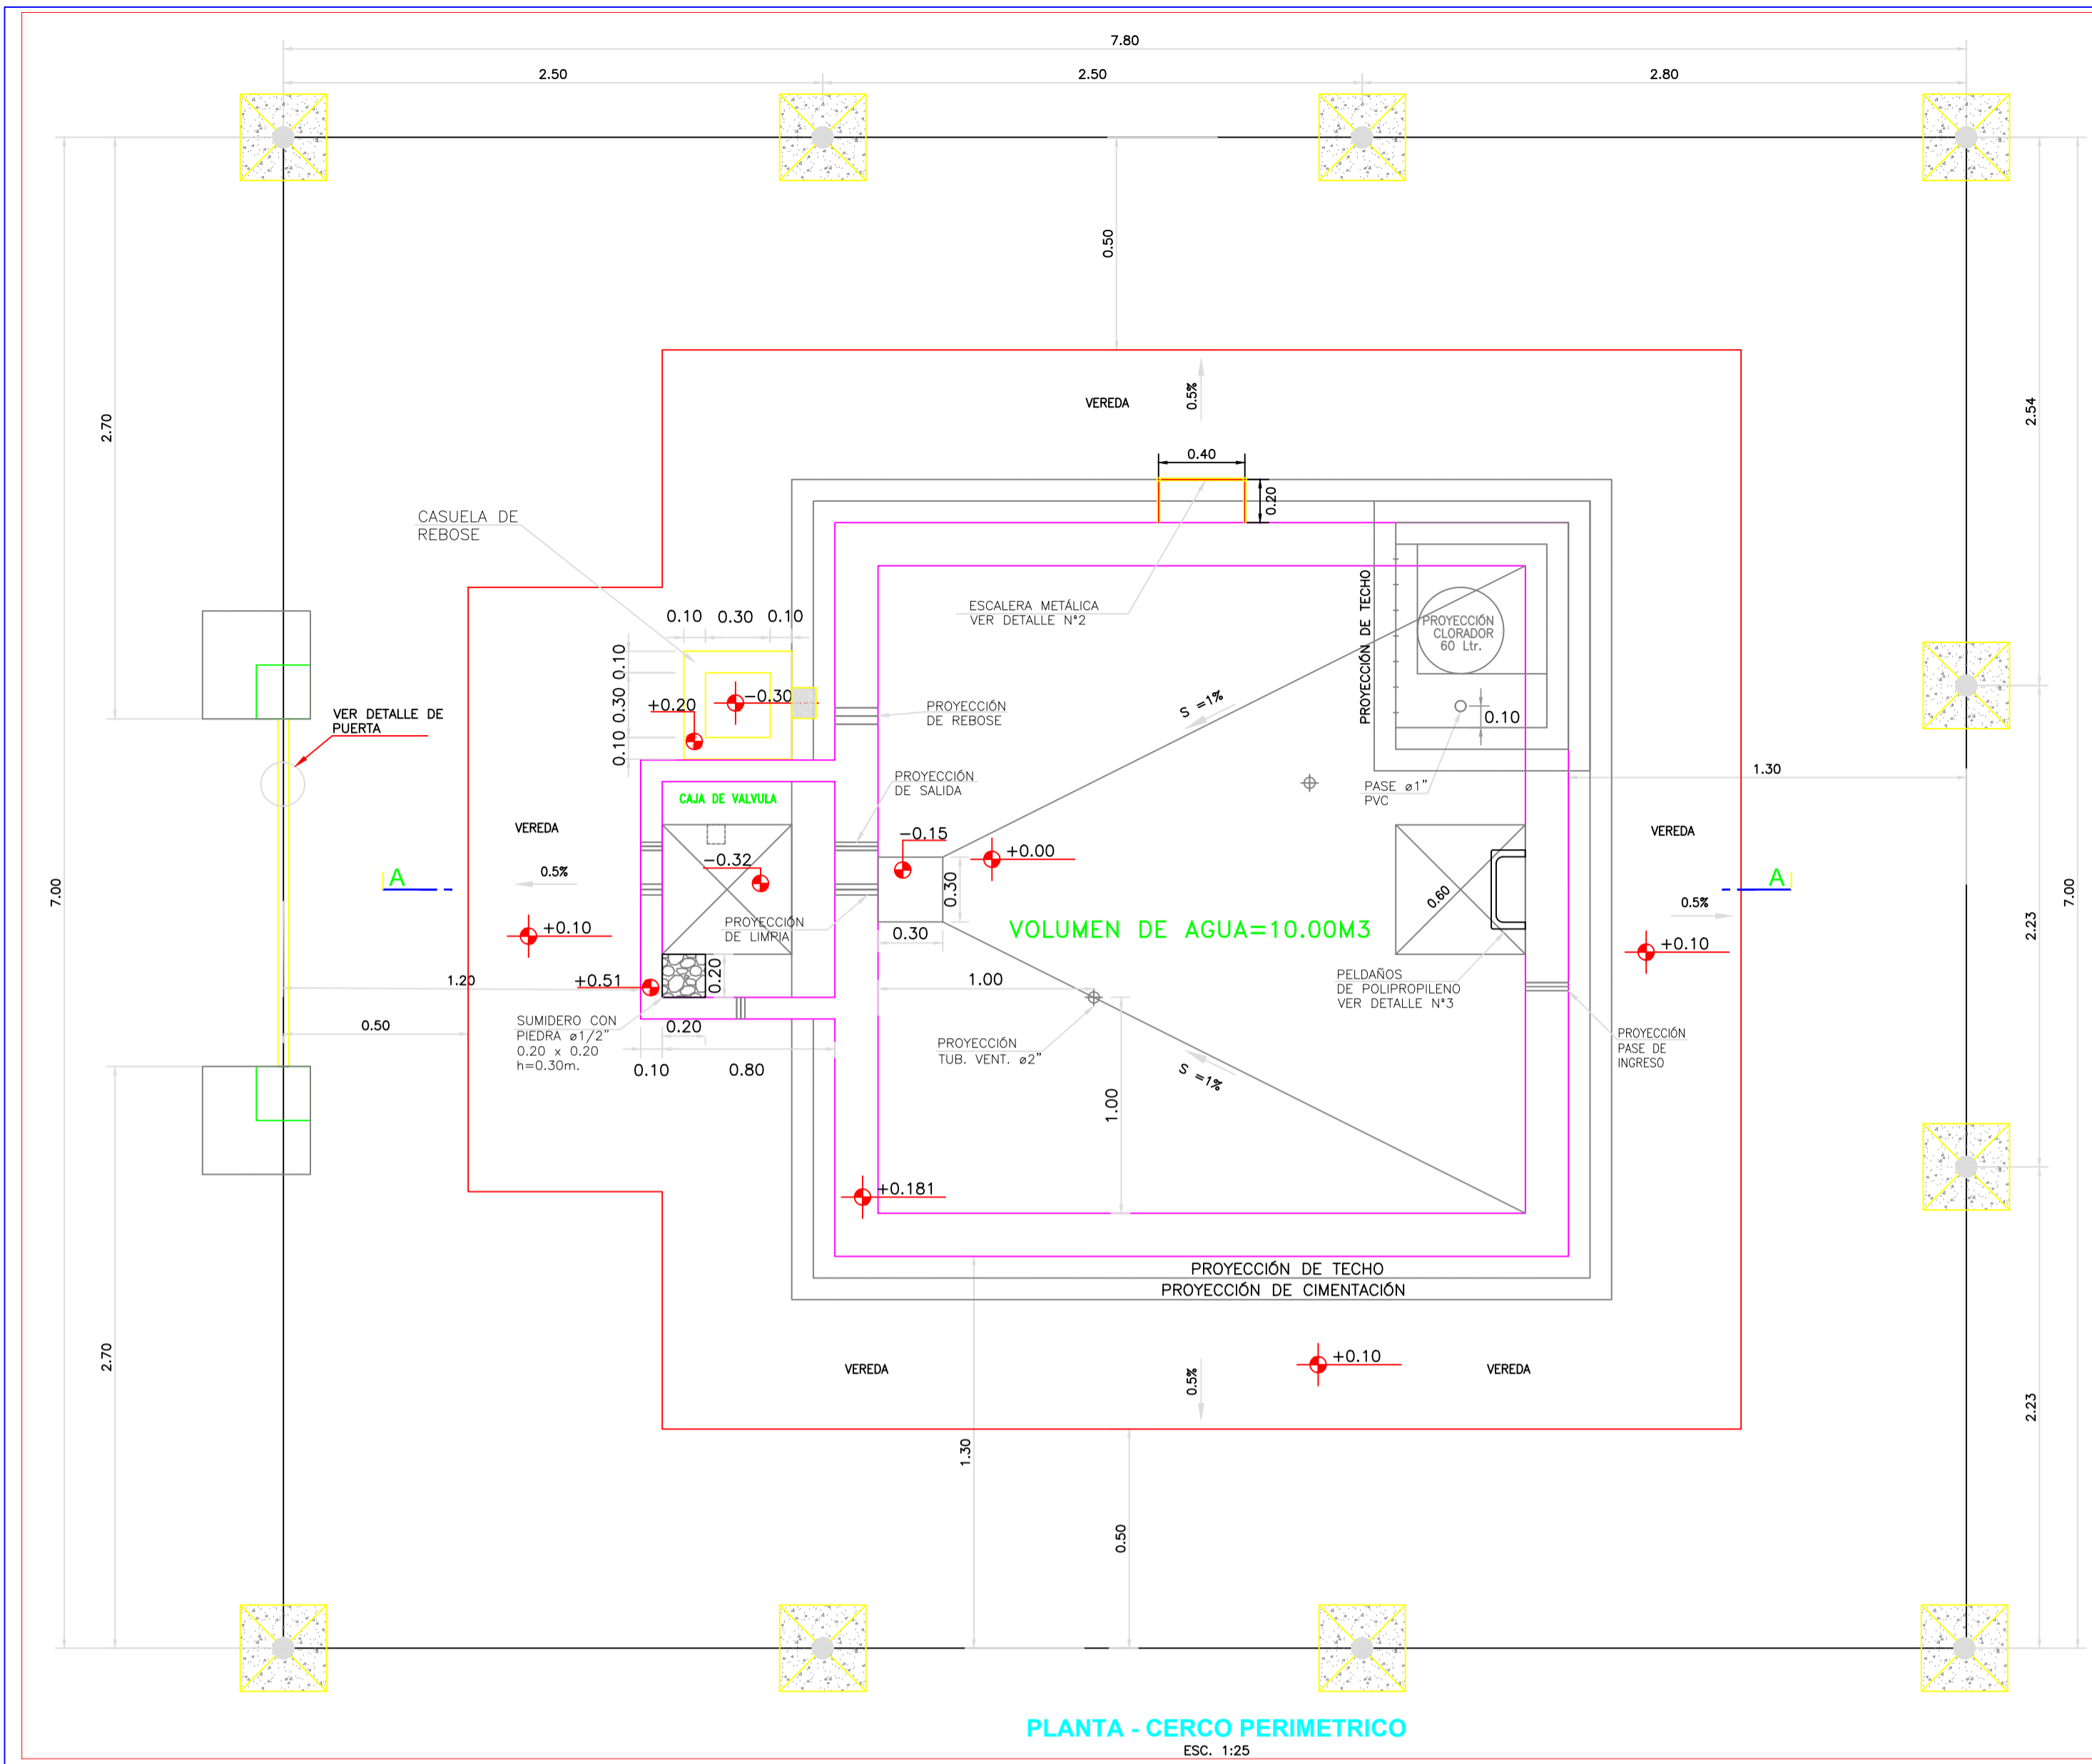 7.80
2.50
2.50
2.80
0.50
2.70
2.54
0.5%
VEREDA
0.40
0.20
CASUELA DE
REBOSE
ESCALERA METÁLICA
VER DETALLE N°2
PROYECCIÓN DE TECHO
PROYECCIÓN
CLORADOR
60 Ltr.
0.10
0.30
0.10
0.10
0.30
0.10
+0.20
-0.30
PROYECCIÓN
DE REBOSE
S =1%
0.10
VER DETALLE DE
PUERTA
PROYECCIÓN
DE SALIDA
PASE ø1"
PVC
1.30
CAJA DE VALVULA
VEREDA
VEREDA
-0.15
+0.00
-0.32
0.5%
A
A
7.00
7.00
0.30
0.60
0.5%
PROYECCIÓN
DE LIMPIA
0.30
VOLUMEN DE AGUA=10.00M3
2.23
+0.10
+0.10
1.20
+0.51
0.20
1.00
PELDAÑOS
DE POLIPROPILENO
VER DETALLE N°3
0.50
SUMIDERO CON
PIEDRA ø1/2"
0.20 x 0.20
h=0.30m.
0.20
0.10
0.80
PROYECCIÓN
TUB. VENT. ø2"
PROYECCIÓN
PASE DE
INGRESO
S =1%
1.00
+0.181
PROYECCIÓN DE TECHO
PROYECCIÓN DE CIMENTACIÓN
2.70
VEREDA
0.5%
+0.10
VEREDA
2.23
1.30
0.50
PLANTA - CERCO PERIMETRICO
ESC. 1:25